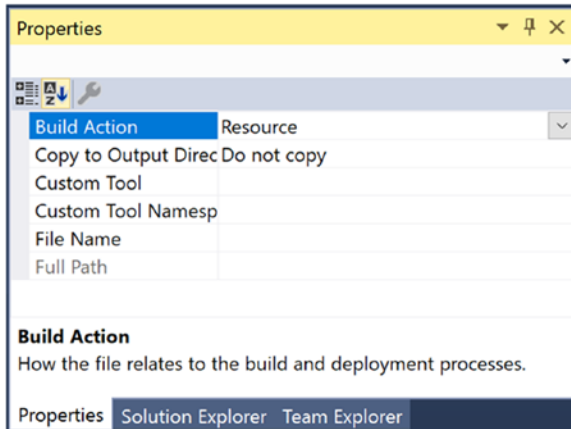 Properties
Build Action Resource
Copy to Output Direc Do not copy
Custom Tool
Custom Tool Namesp
File Name
Full Path
Build Action
How the file relates to the build and deployment processes.
Properties Solution Explorer Team Explorer